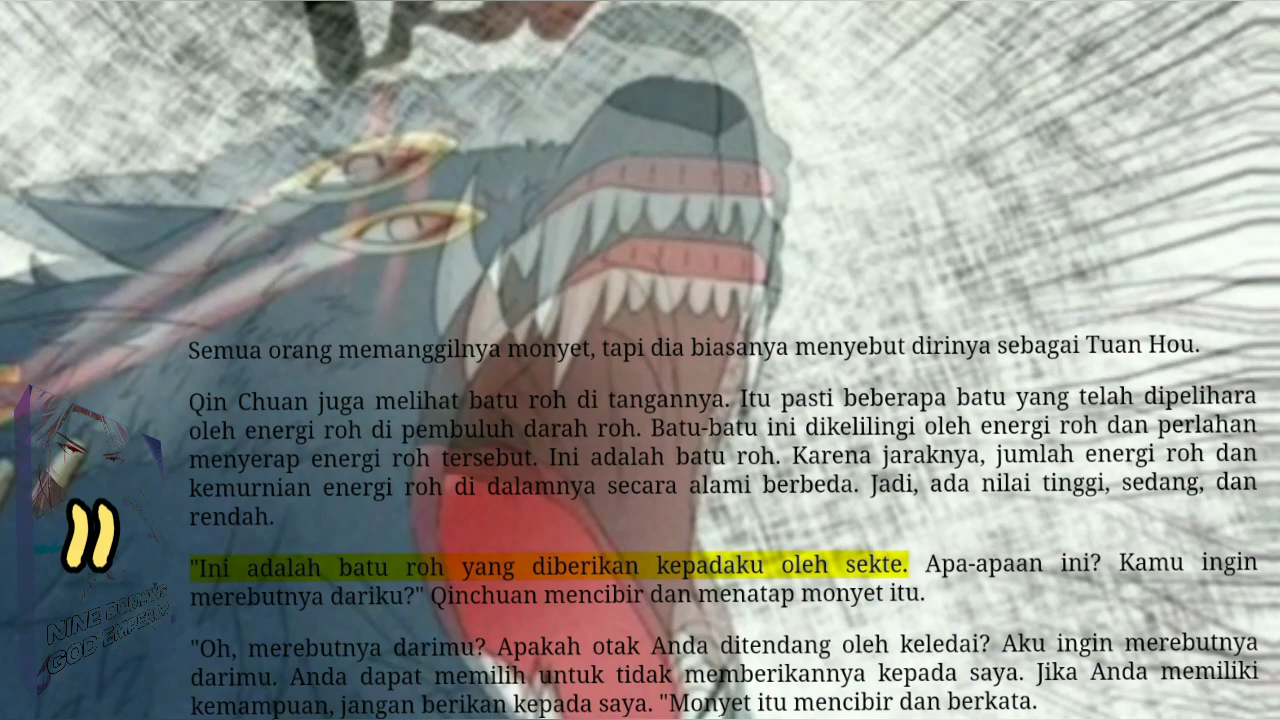 Semua orang memanggilnya monyet, tapi dia biasanya menyebut dirinya sebagai Tuan Hou.
Qin Chuan juga melihat batu roh di tangannya. Itu pasti beberapa batu yang telah dipelihara
oleh energi roh di pembuluh darah roh. Batu-batu ini dikelilingi oleh energi roh dan perlahan
menyerap energi roh tersebut. Ini adalah batu roh. Karena jaraknya, jumlah energi roh dan
kemurnian energi roh di dalamnya secara alami berbeda. Jadi, ada nilai tinggi, sedang, dan
rendah.
"Ini adalah batu roh yang diberikan kepadaku oleh sekte. Apa-apaan ini? Kamu ingin
merebutnya dariku?" Qinchuan mencibir dan menatap monyet itu.
"Oh, merebutnya darimu? Apakah otak Anda ditendang oleh keledai? Aku ingin merebutnya
darimu. Anda dapat memilih untuk tidak memberikannya kepada saya. Jika Anda memiliki
kemampuan, jangan berikan kepada saya. "Monyet itu mencibir dan berkata.
NINE
GOD